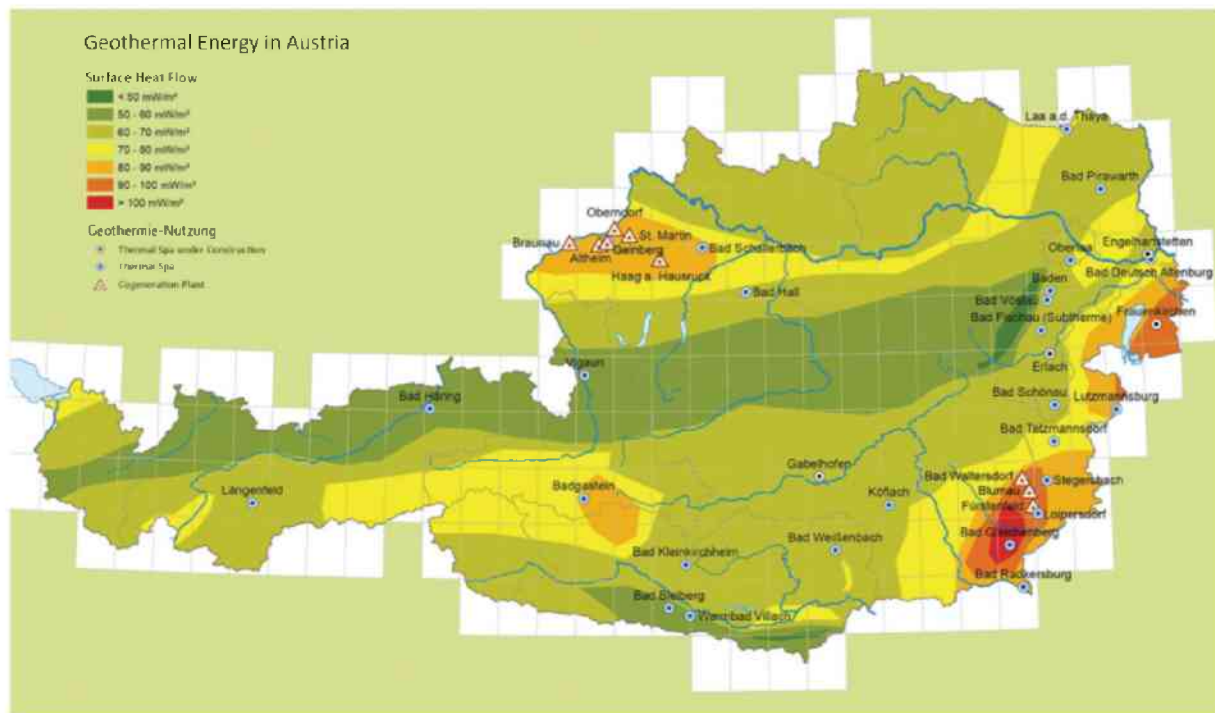 Geothermal Energy in Austria
Surface Heat Flow
< 50 mW/m²
50 - 60 mW/m²
60 - 70 mW/m²
70 - 80 mW/m²
80 - 90 mW/m²
90 - 100 mW/m²
> 100 mW/m²
Geothermie-Nutzung
Thermal Spa under Construction
Thermal Spa
Cogeneration Plant
Laa a.d. Thaya
Bad Pirawarth
Oberndorf
St. Martin
Braunau
Altheim
Geinberg
Bad Schallerbach
Haag a. Hausruck
Oberlaa
Engelhartstetten
Bad Deutsch Altenburg
Baden
Bad Hall
Bad Vöslau
Bad Fischau (Subtherme)
Frauenkirchen
Vigaun
Erlach
Bad Häring
Bad Schönau
Lutzmannsburg
Bad Tatzmannsdorf
Gabelhofen
Bad Waltersdorf
Stegersbach
Längenfeld
Badgastein
Köflach
Blumau
Fürstenfeld
Loipersdorf
Bad Gleichenberg
Bad Weißenbach
Bad Kleinkirchheim
Bad Radkersburg
Bad Bleiberg
Warmbad Villach